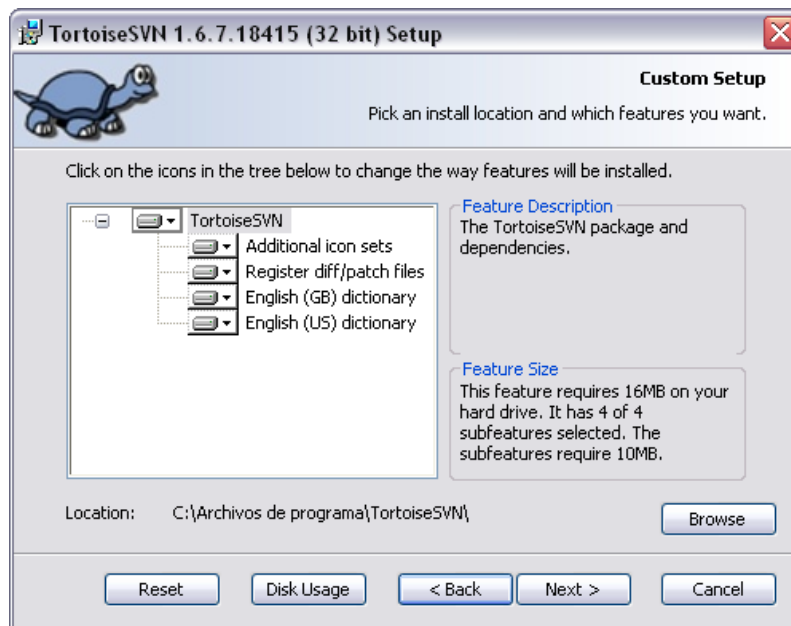 TortoiseSVN 1.6.7.18415 (32 bit) Setup
Custom Setup
Pick an install location and which features you want.
Click on the icons in the tree below to change the way features will be installed.
TortoiseSVN
Additional icon sets
Register diff/patch files
English (GB) dictionary
English (US) dictionary
Feature Description
The TortoiseSVN package and
dependencies.
Feature Size
This feature requires 16MB on your
hard drive. It has 4 of 4
subfeatures selected. The
subfeatures require 10MB.
Location: C:\Archivos de programa\TortoiseSVN\
Browse
Reset Disk Usage < Back Next > Cancel